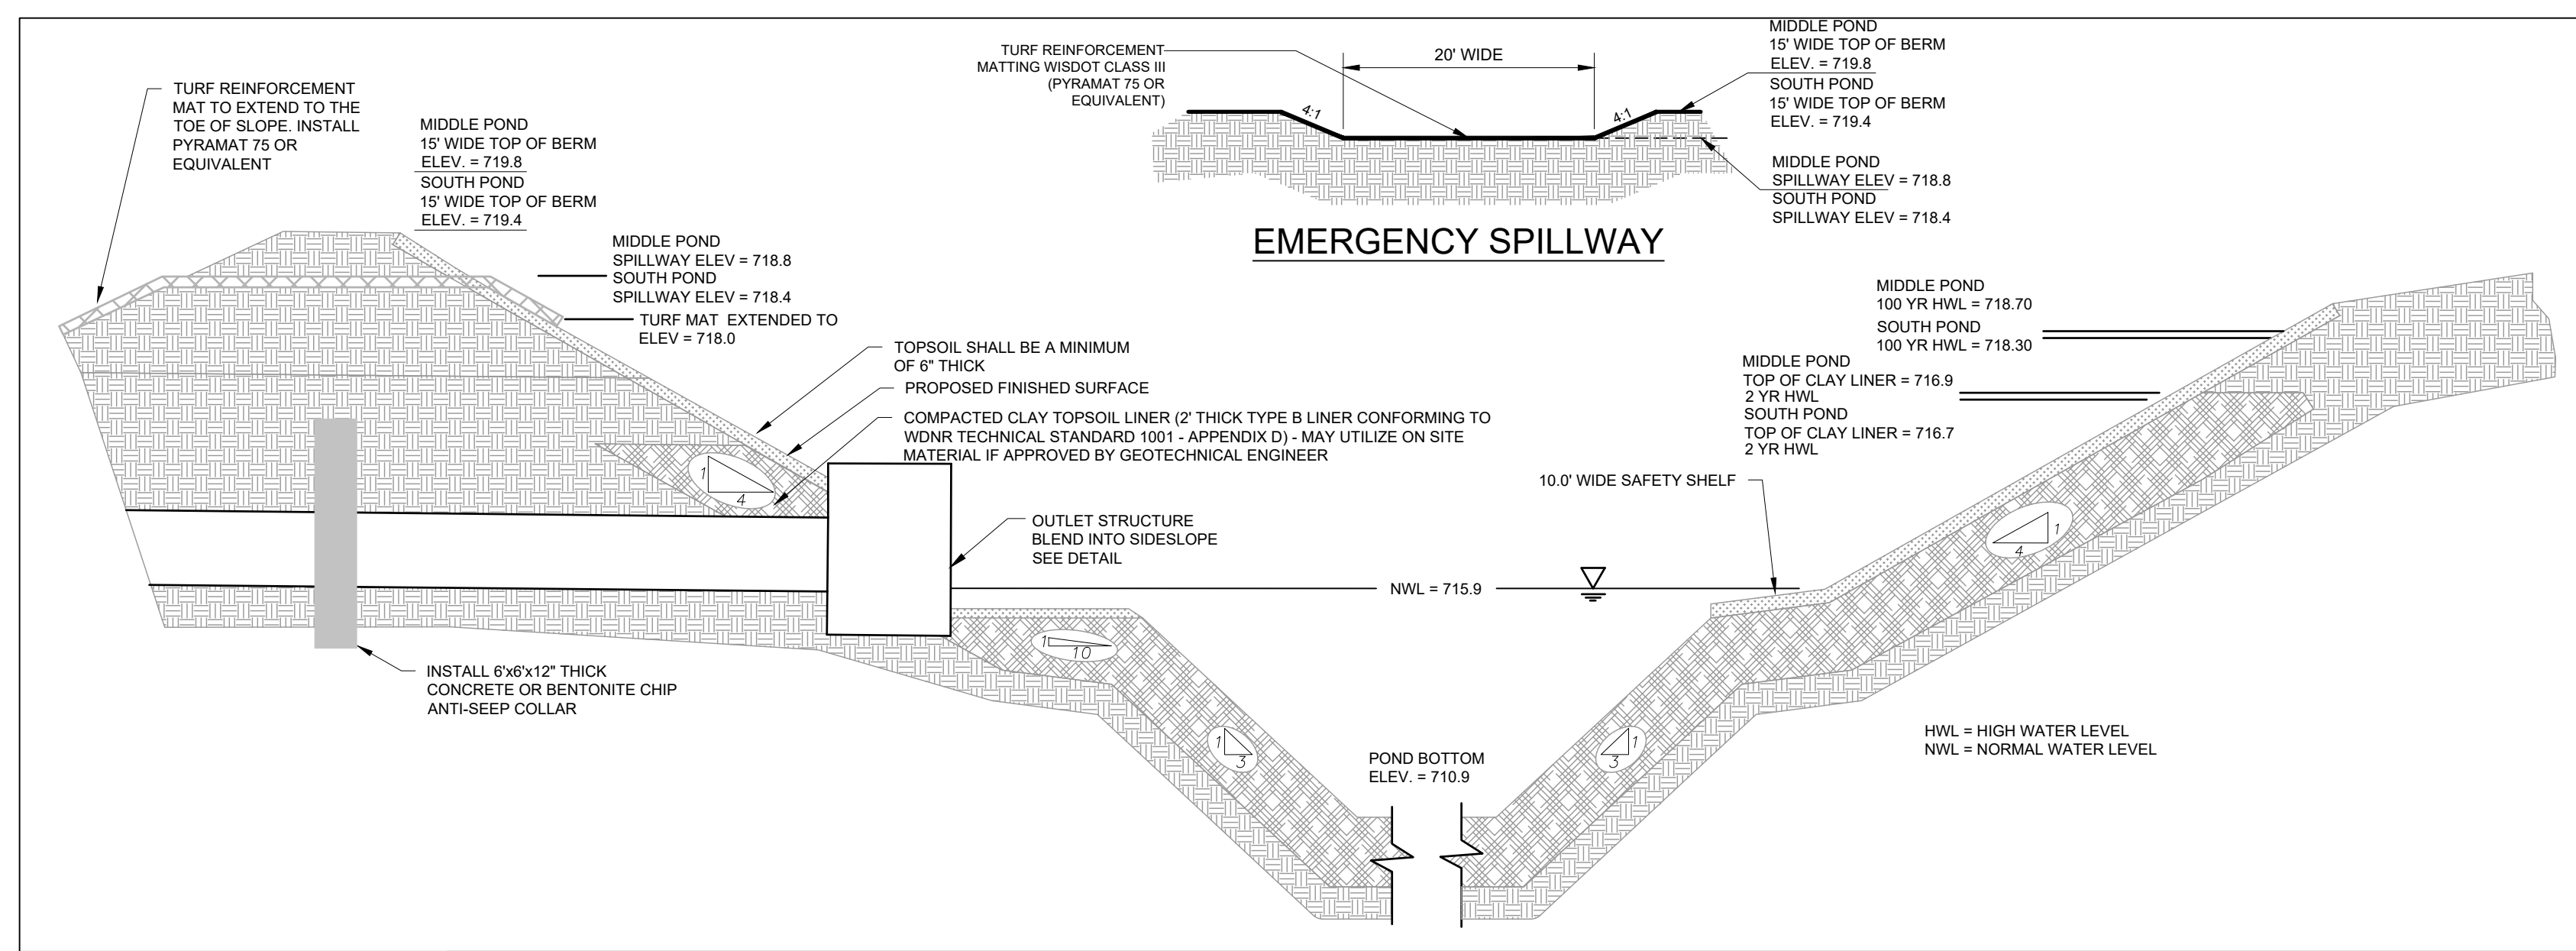 TURF REINFORCEMENT
MAT TO EXTEND TO THE
TOE OF SLOPE. INSTALL
PYRAMAT 75 OR
EQUIVALENT
MIDDLE POND
15' WIDE TOP OF BERM
ELEV. = 719.8
SOUTH POND
15' WIDE TOP OF BERM
ELEV. = 719.4
MIDDLE POND
SPILLWAY ELEV = 718.8
SOUTH POND
SPILLWAY ELEV = 718.4
TURF MAT EXTENDED TO
ELEV = 718.0
TURF REINFORCEMENT
MATTING WISDOT CLASS III
(PYRAMAT 75 OR
EQUIVALENT)
20' WIDE
4:1
4:1
MIDDLE POND
15' WIDE TOP OF BERM
ELEV. = 719.8
SOUTH POND
15' WIDE TOP OF BERM
ELEV. = 719.4
MIDDLE POND
SPILLWAY ELEV = 718.8
SOUTH POND
SPILLWAY ELEV = 718.4
EMERGENCY SPILLWAY
TOPSOIL SHALL BE A MINIMUM
OF 6" THICK
PROPOSED FINISHED SURFACE
COMPACTED CLAY TOPSOIL LINER (2' THICK TYPE B LINER CONFORMING TO
WDNR TECHNICAL STANDARD 1001 - APPENDIX D) - MAY UTILIZE ON SITE
MATERIAL IF APPROVED BY GEOTECHNICAL ENGINEER
1
4
OUTLET STRUCTURE
BLEND INTO SIDESLOPE
SEE DETAIL
NWL = 715.9
MIDDLE POND
100 YR HWL = 718.70
SOUTH POND
100 YR HWL = 718.30
MIDDLE POND
TOP OF CLAY LINER = 716.9
2 YR HWL
SOUTH POND
TOP OF CLAY LINER = 716.7
2 YR HWL
10.0' WIDE SAFETY SHELF
1
4
INSTALL 6'x6'x12" THICK
CONCRETE OR BENTONITE CHIP
ANTI-SEEP COLLAR
1
10
1
3
POND BOTTOM
ELEV. = 710.9
1
3
HWL = HIGH WATER LEVEL
NWL = NORMAL WATER LEVEL